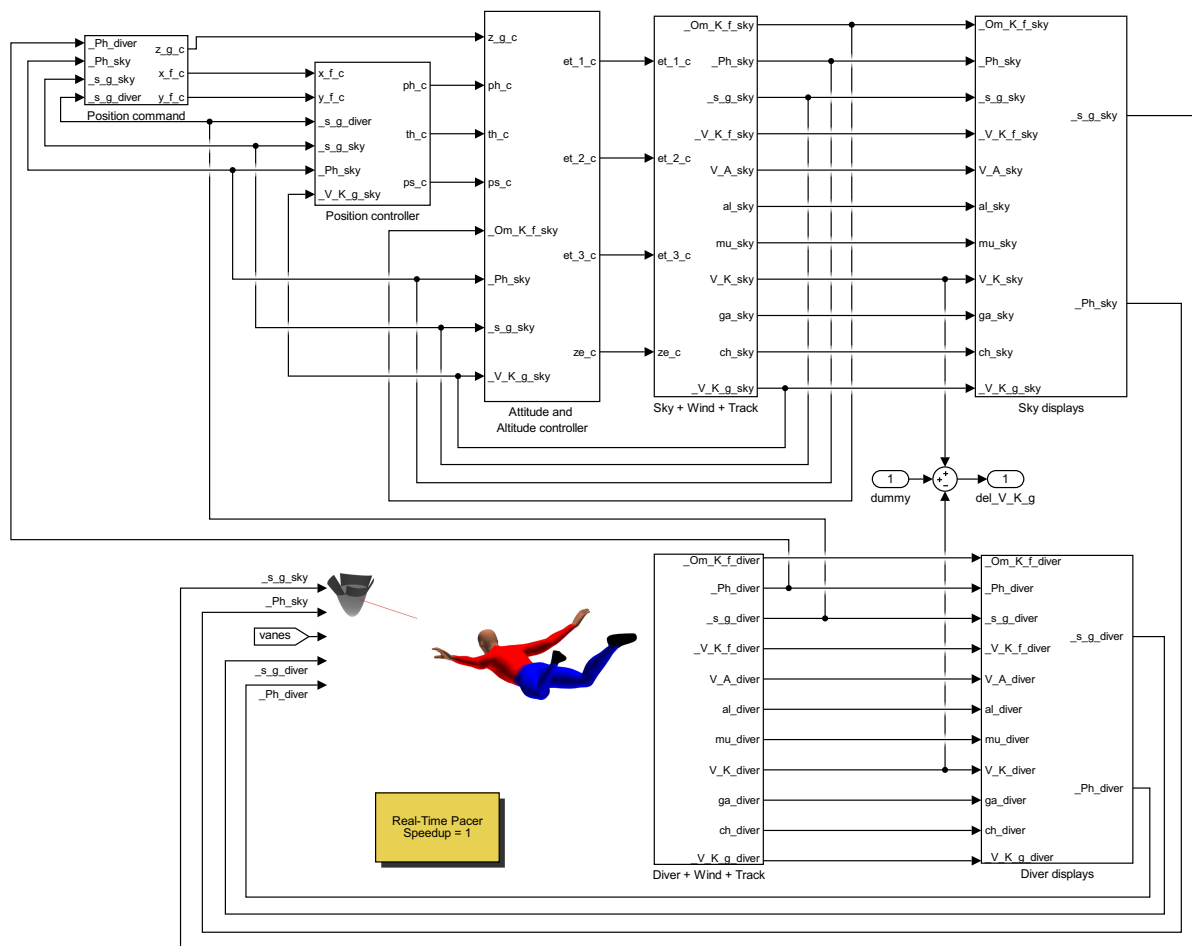 _Ph_diver
_Ph_sky
_s_g_sky
_s_g_diver
z_g_c
x_f_c
y_f_c
Position command
x_f_c
y_f_c
_s_g_diver
_s_g_sky
_Ph_sky
_V_K_g_sky
ph_c
th_c
ps_c
Position controller
z_g_c
ph_c
th_c
ps_c
_Om_K_f_sky
_Ph_sky
_s_g_sky
_V_K_g_sky
et_1_c
et_2_c
et_3_c
ze_c
Attitude and
Altitude controller
et_1_c
et_2_c
et_3_c
ze_c
_Om_K_f_sky
_Ph_sky
_s_g_sky
_V_K_f_sky
V_A_sky
al_sky
mu_sky
V_K_sky
ga_sky
ch_sky
_V_K_g_sky
Sky + Wind + Track
_Om_K_f_sky
_Ph_sky
_s_g_sky
_V_K_f_sky
V_A_sky
al_sky
mu_sky
V_K_sky
ga_sky
ch_sky
_V_K_g_sky
_s_g_sky
_Ph_sky
Sky displays
1
dummy
+
+
−
1
del_V_K_g
_s_g_sky
_Ph_sky
vanes
_s_g_diver
_Ph_diver
Real-Time Pacer
Speedup = 1
_Om_K_f_diver
_Ph_diver
_s_g_diver
_V_K_f_diver
V_A_diver
al_diver
mu_diver
V_K_diver
ga_diver
ch_diver
_V_K_g_diver
Diver + Wind + Track
_Om_K_f_diver
_Ph_diver
_s_g_diver
_V_K_f_diver
V_A_diver
al_diver
mu_diver
V_K_diver
ga_diver
ch_diver
_V_K_g_diver
_s_g_diver
_Ph_diver
Diver displays